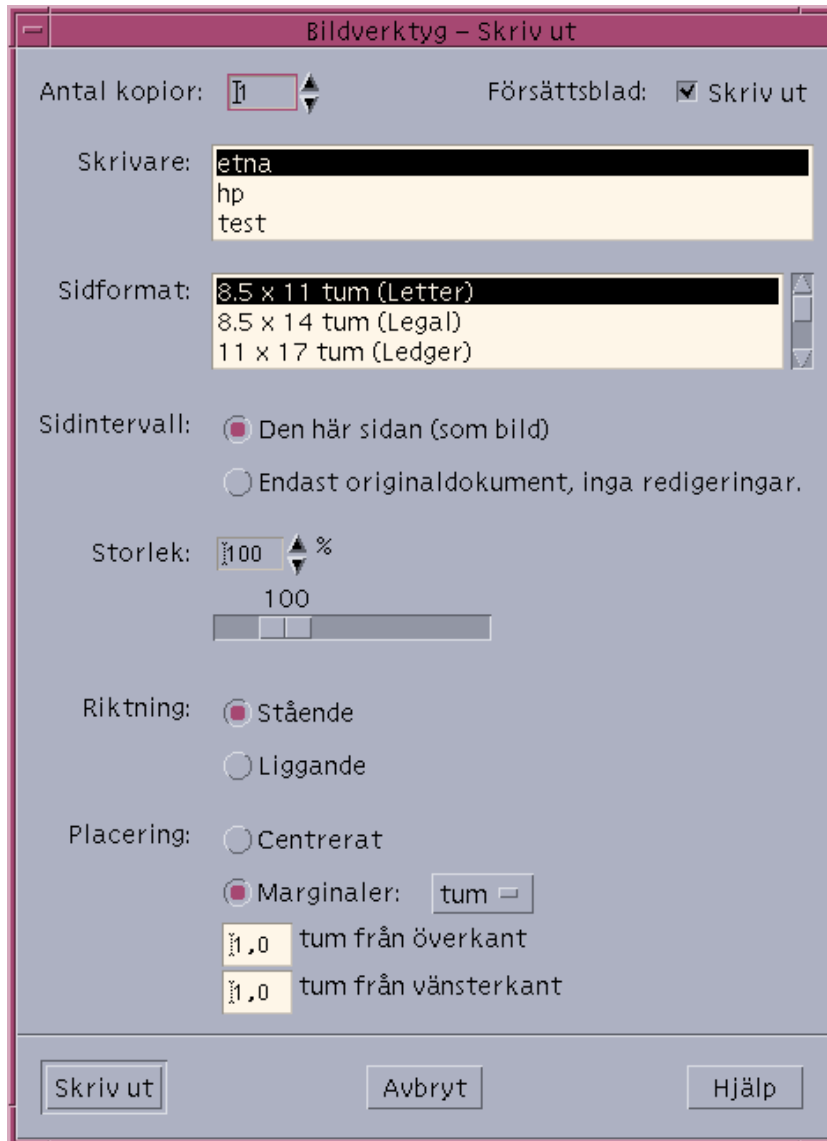 Bildverktyg – Skriv ut
Antal kopior: 1 Försättsblad: Skriv ut
Skrivare: etna
hp
test
Sidformat: 8.5 x 11 tum (Letter)
8.5 x 14 tum (Legal)
11 x 17 tum (Ledger)
Sidintervall: Den här sidan (som bild)
Endast originaldokument, inga redigeringar.
Storlek: 100 %
100
Riktning: Stående
Liggande
Placering: Centrerat
Marginaler: tum
1,0 tum från överkant
1,0 tum från vänsterkant
Skriv ut Avbryt Hjälp